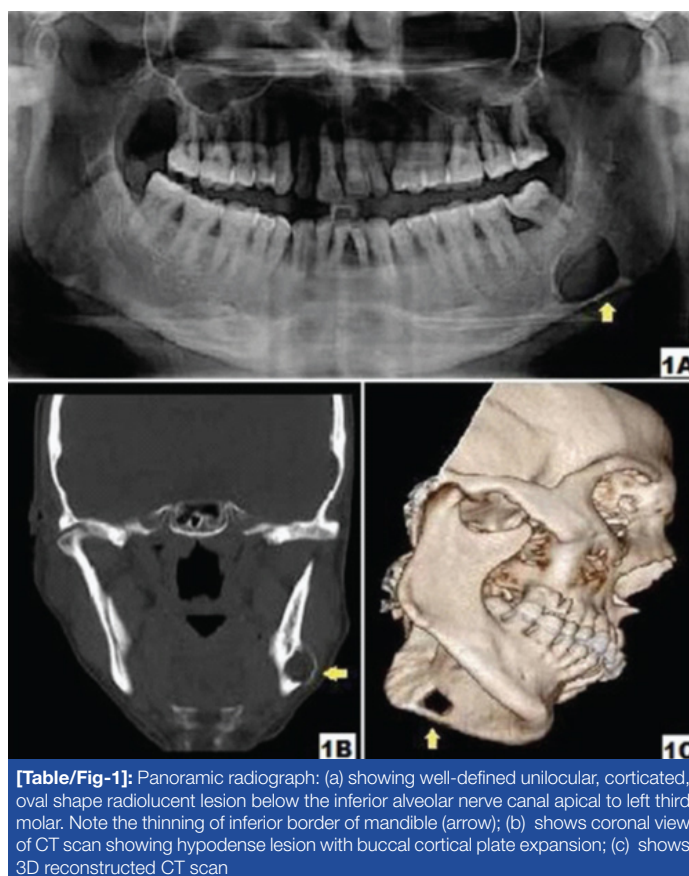 1A
1B
1C
[Table/Fig-1]: Panoramic radiograph: (a) showing well-defined unilocular, corticated,
oval shape radiolucent lesion below the inferior alveolar nerve canal apical to left third
molar. Note the thinning of inferior border of mandible (arrow); (b) shows coronal view
of CT scan showing hypodense lesion with buccal cortical plate expansion; (c) shows
3D reconstructed CT scan